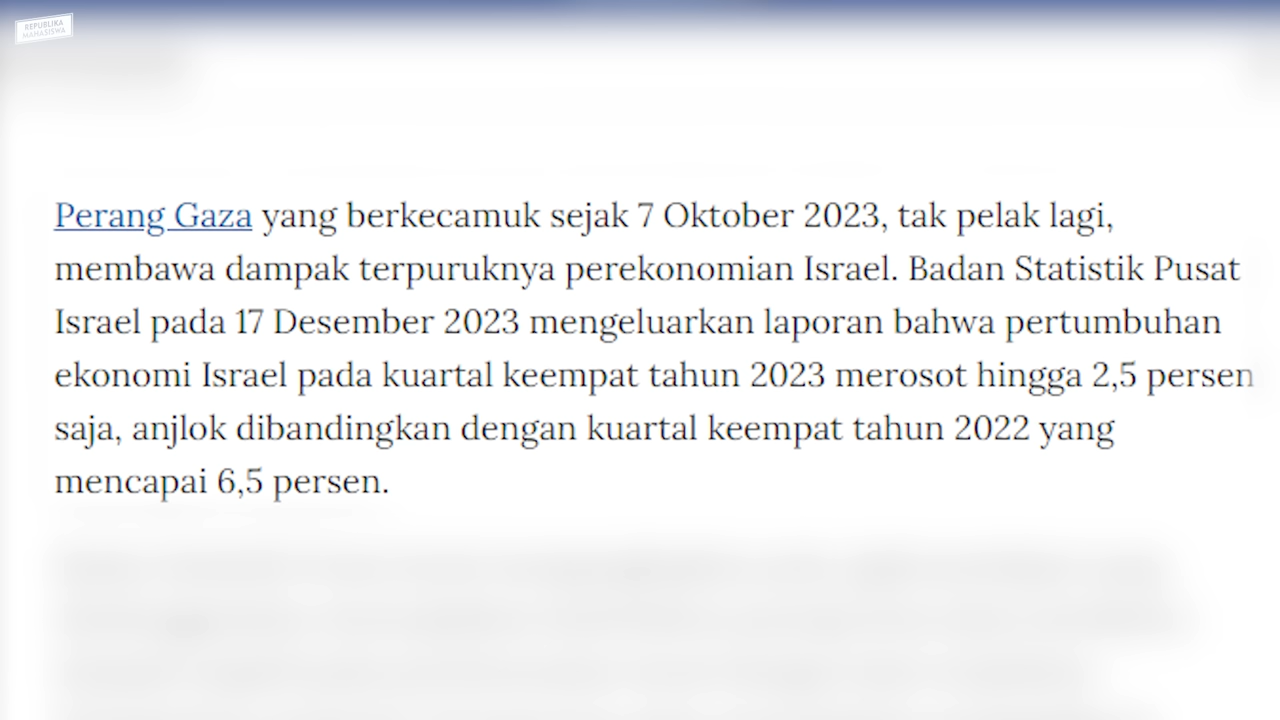 REPUBLIKA
MAHASISWA
Perang Gaza yang berkecamuk sejak 7 Oktober 2023, tak pelak lagi,
membawa dampak terpuruknya perekonomian Israel. Badan Statistik Pusat
Israel pada 17 Desember 2023 mengeluarkan laporan bahwa pertumbuhan
ekonomi Israel pada kuartal keempat tahun 2023 merosot hingga 2,5 persen
saja, anjlok dibandingkan dengan kuartal keempat tahun 2022 yang
mencapai 6,5 persen.